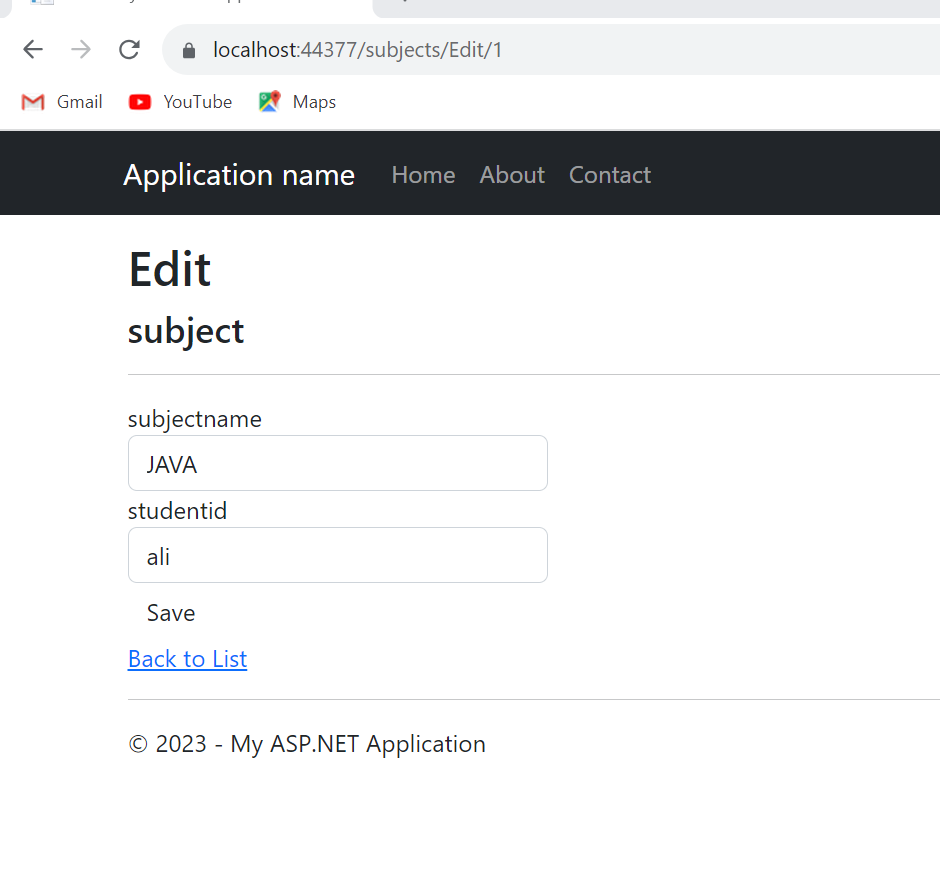 localhost:44377/subjects/Edit/1
Gmail YouTube Maps
Application name Home About Contact
Edit
subject
subjectname
JAVA
studentid
ali
Save
Back to List
© 2023 - My ASP.NET Application